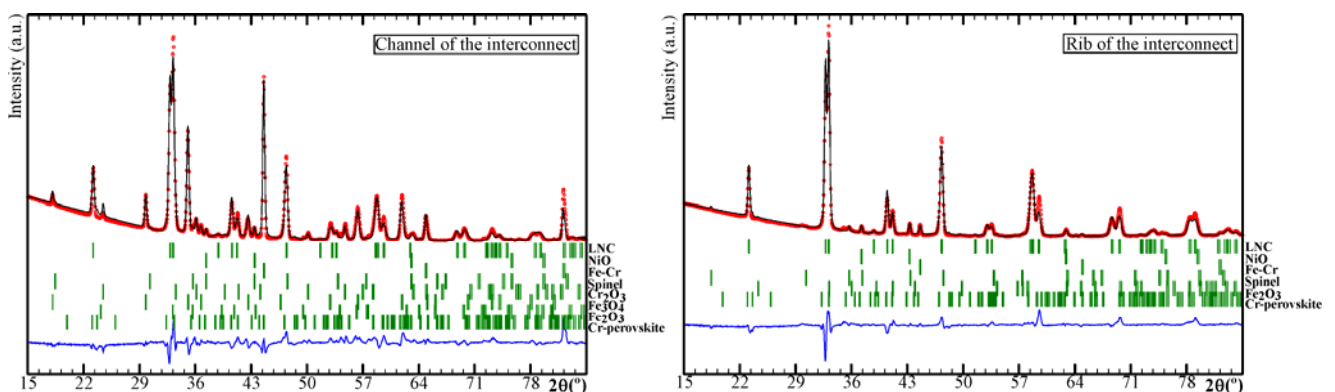 Intensity (a.u.)
Channel of the interconnect
LNC
NiO
Fe-Cr
Spinel
Cr2O3
Fe3O4
Fe2O3
Cr-perovskite
15 22 29 36 43 50 57 64 71 78 2θ(º)
Intensity (a.u.)
Rib of the interconnect
LNC
NiO
Fe-Cr
Spinel
Fe2O3
Cr-perovskite
15 22 29 36 43 50 57 64 71 78 2θ(º)